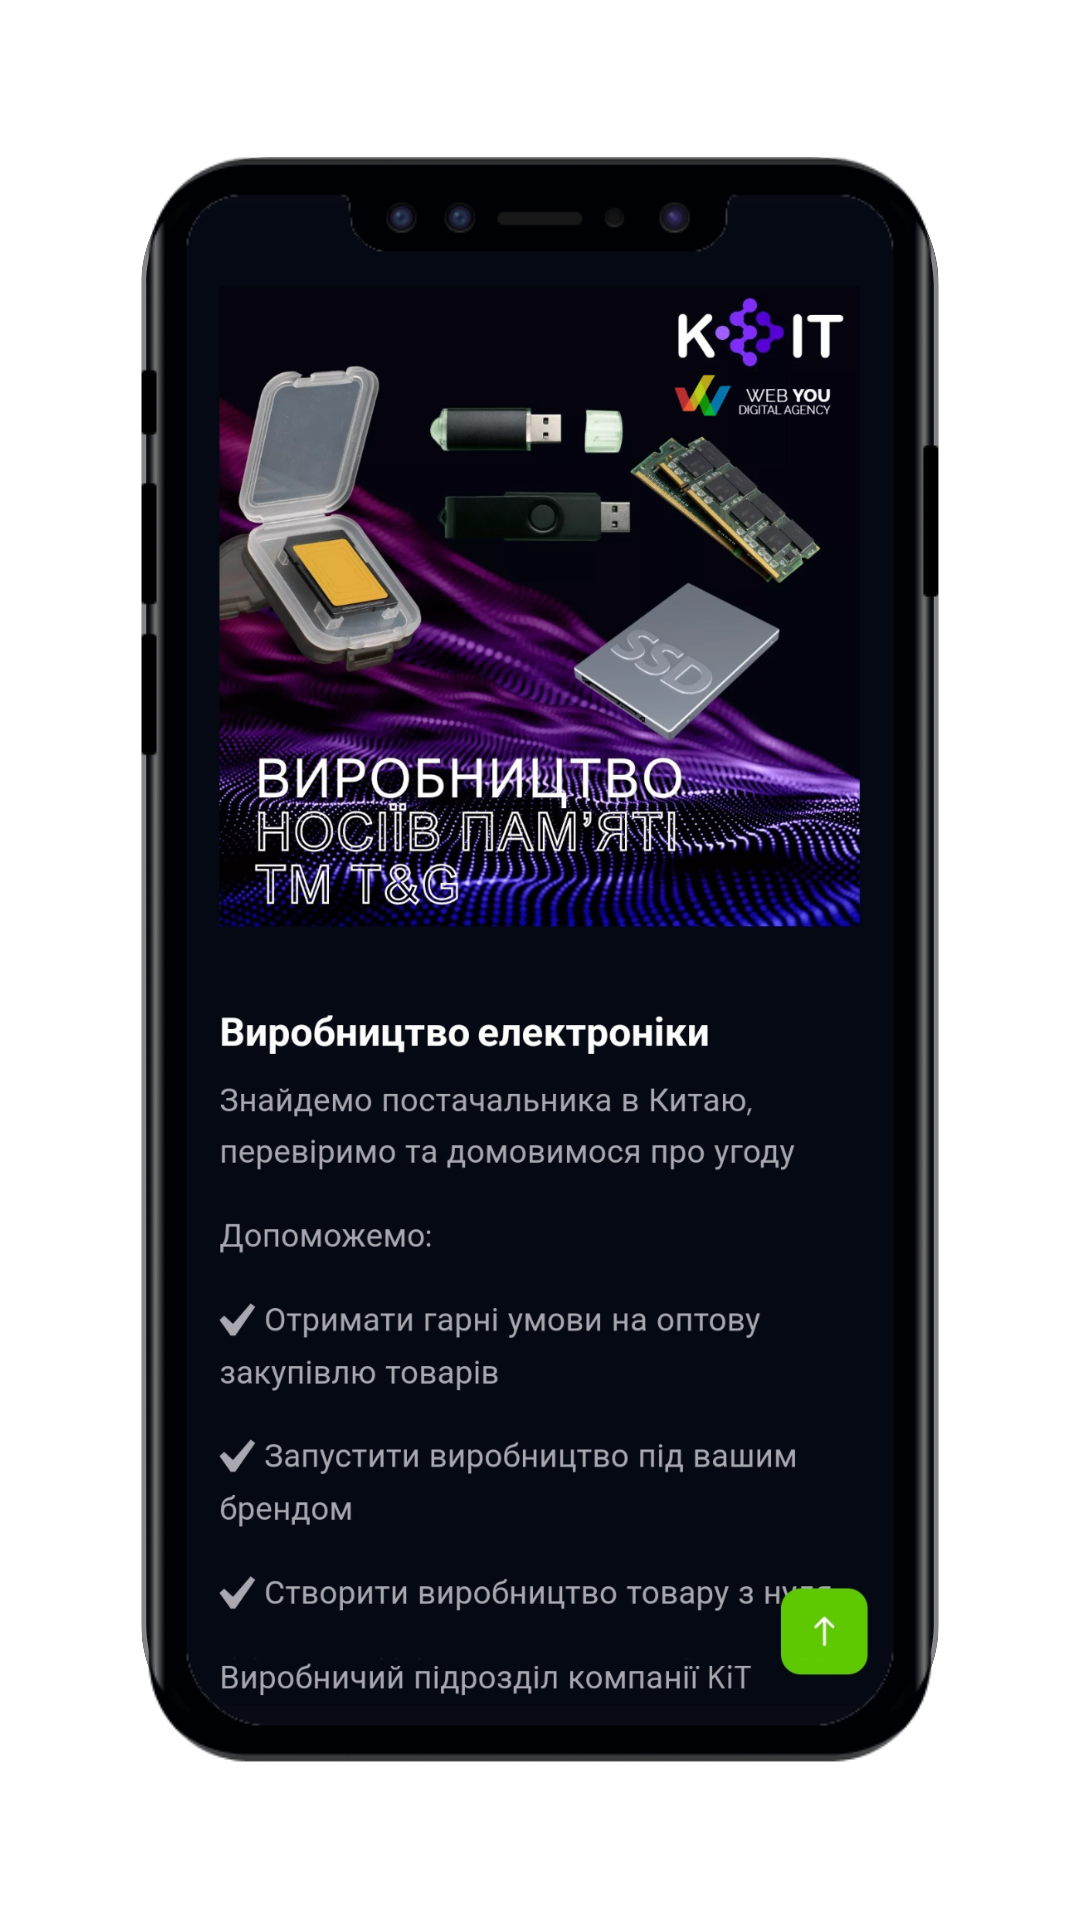 K IT
WEB YOU
DIGITAL AGENCY
SSD
ВИРОБНИЦТВО
НОСІЇВ ПАМ’ЯТІ
ТМ T&G
Виробництво електроніки
Знайдемо постачальника в Китаю,
перевіримо та домовимося про угоду
Допоможемо:
✔ Отримати гарні умови на оптову
закупівлю товарів
✔ Запустити виробництво під вашим
брендом
✔ Створити виробництво товару з нуля
Виробничий підрозділ компанії KiT